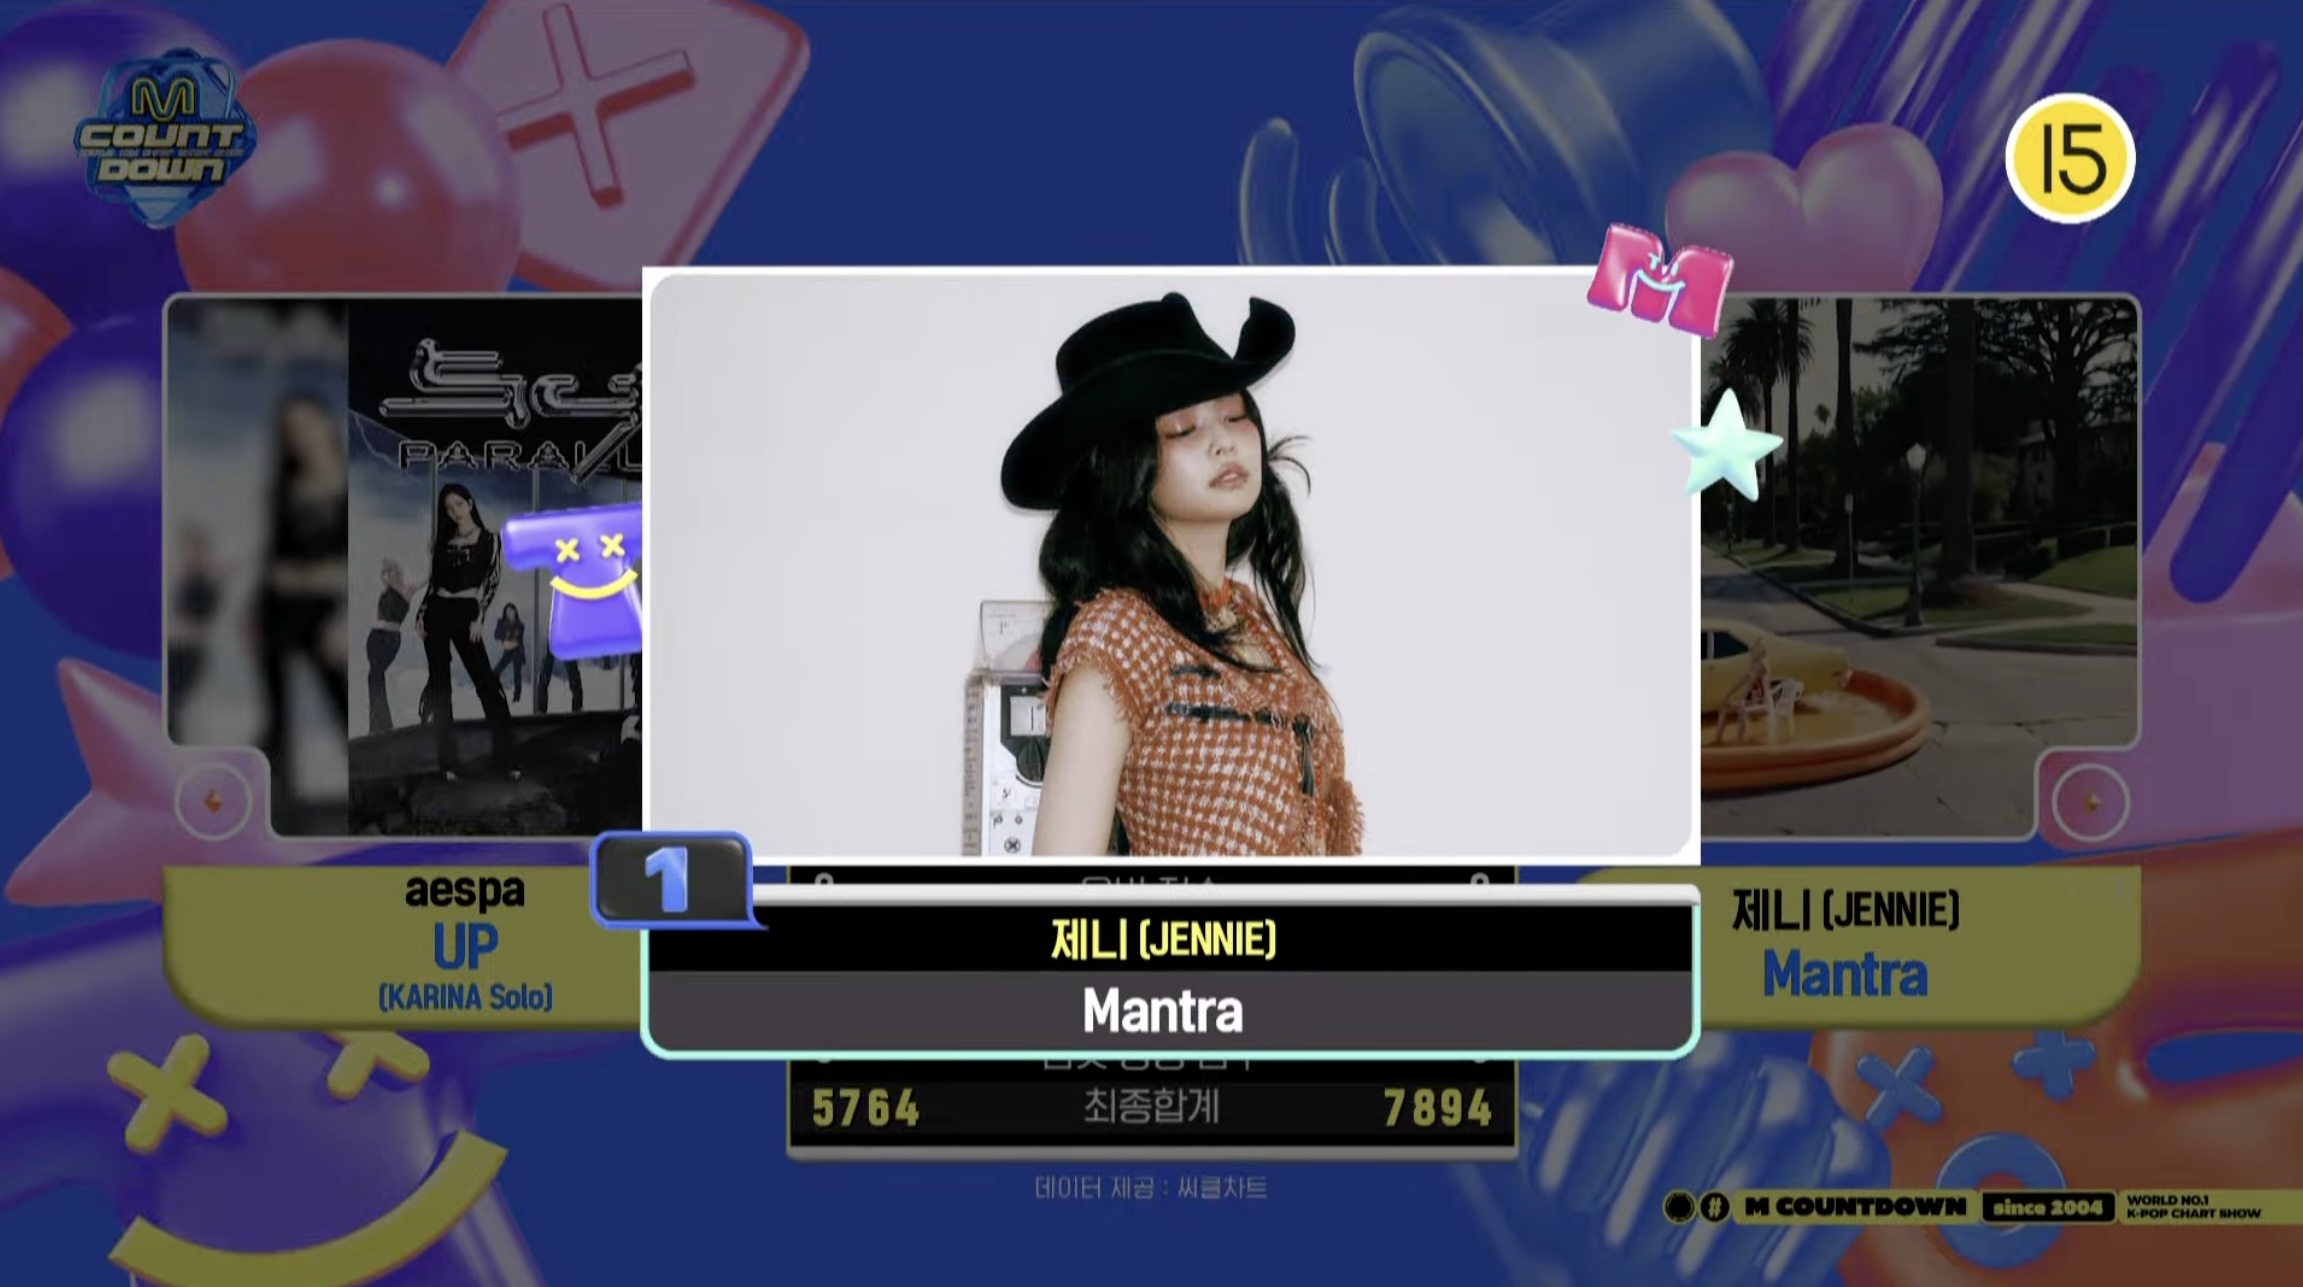 M
COUNT
DOWN
15
PARALL
aespa
UP
(KARINA Solo)
1
제니 (JENNIE)
Mantra
제니 (JENNIE)
Mantra
5764 최종합계 7894
데이터 제공 : 써클차트
# M COUNTDOWN since 2004 WORLD NO.1
K-POP CHART SHOW